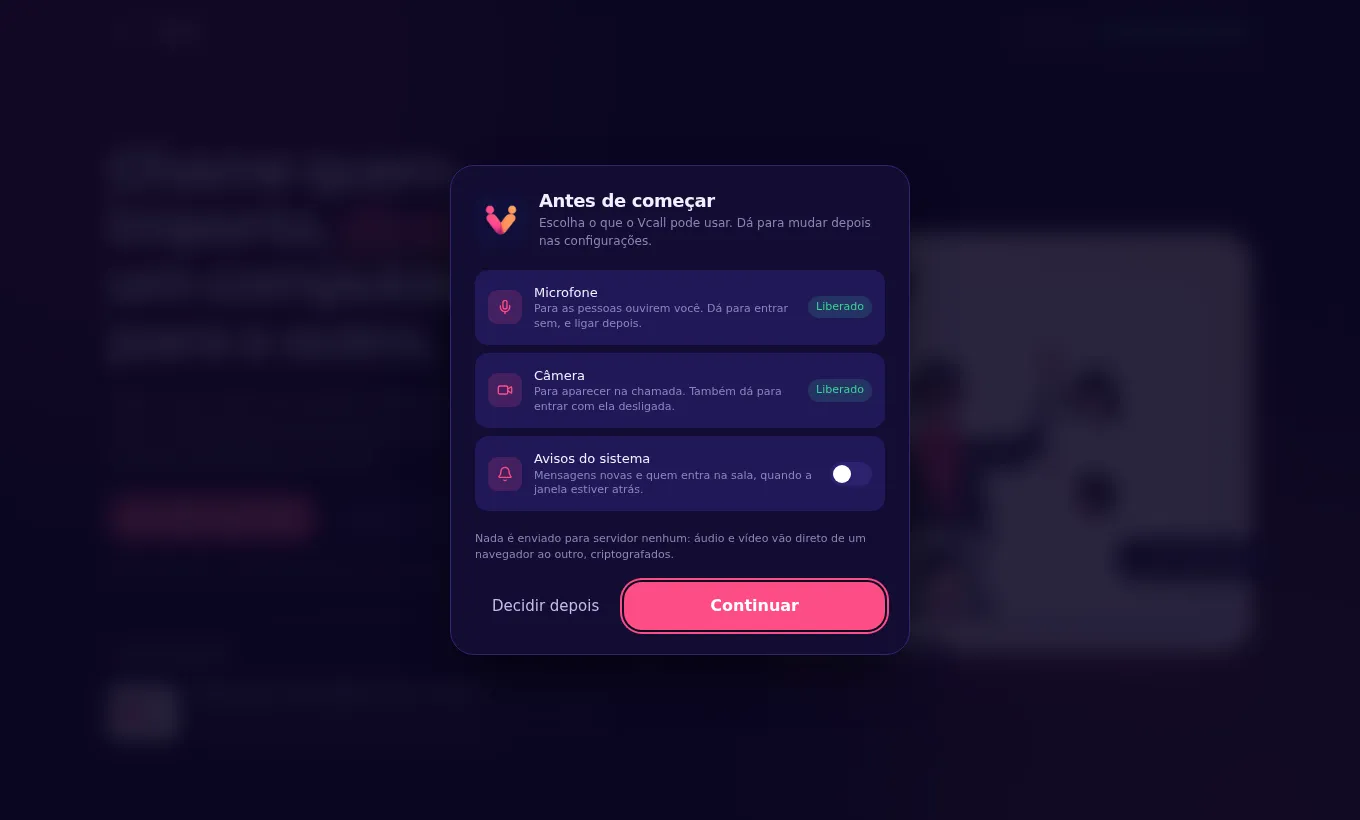 Antes de começar
Escolha o que o Vcall pode usar. Dá para mudar depois
nas configurações.
Microfone
Para as pessoas ouvirem você. Dá para entrar
sem, e ligar depois.
Liberado
Câmera
Para aparecer na chamada. Também dá para
entrar com ela desligada.
Liberado
Avisos do sistema
Mensagens novas e quem entra na sala, quando a
janela estiver atrás.
Nada é enviado para servidor nenhum: áudio e vídeo vão direto de um
navegador ao outro, criptografados.
Decidir depois
Continuar